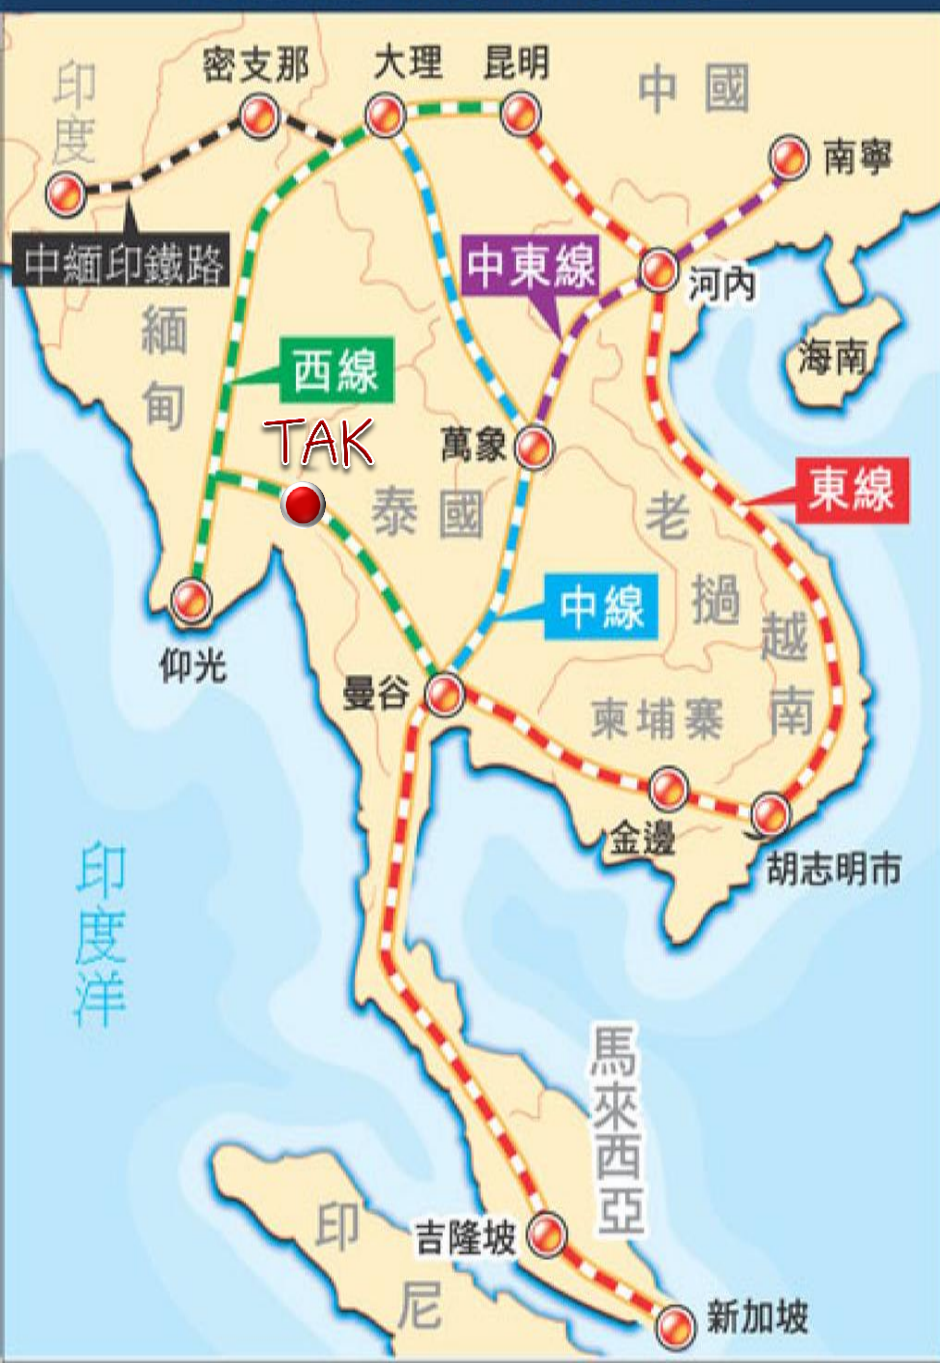 密支那
大理
昆明
中國
印度
南寧
中緬印鐵路
中東線
河內
緬甸
海南
西線
TAK
萬象
泰國
老撾
東線
中線
越南
仰光
曼谷
柬埔寨
金邊
胡志明市
印度洋
馬來西亞
印尼
吉隆坡
新加坡